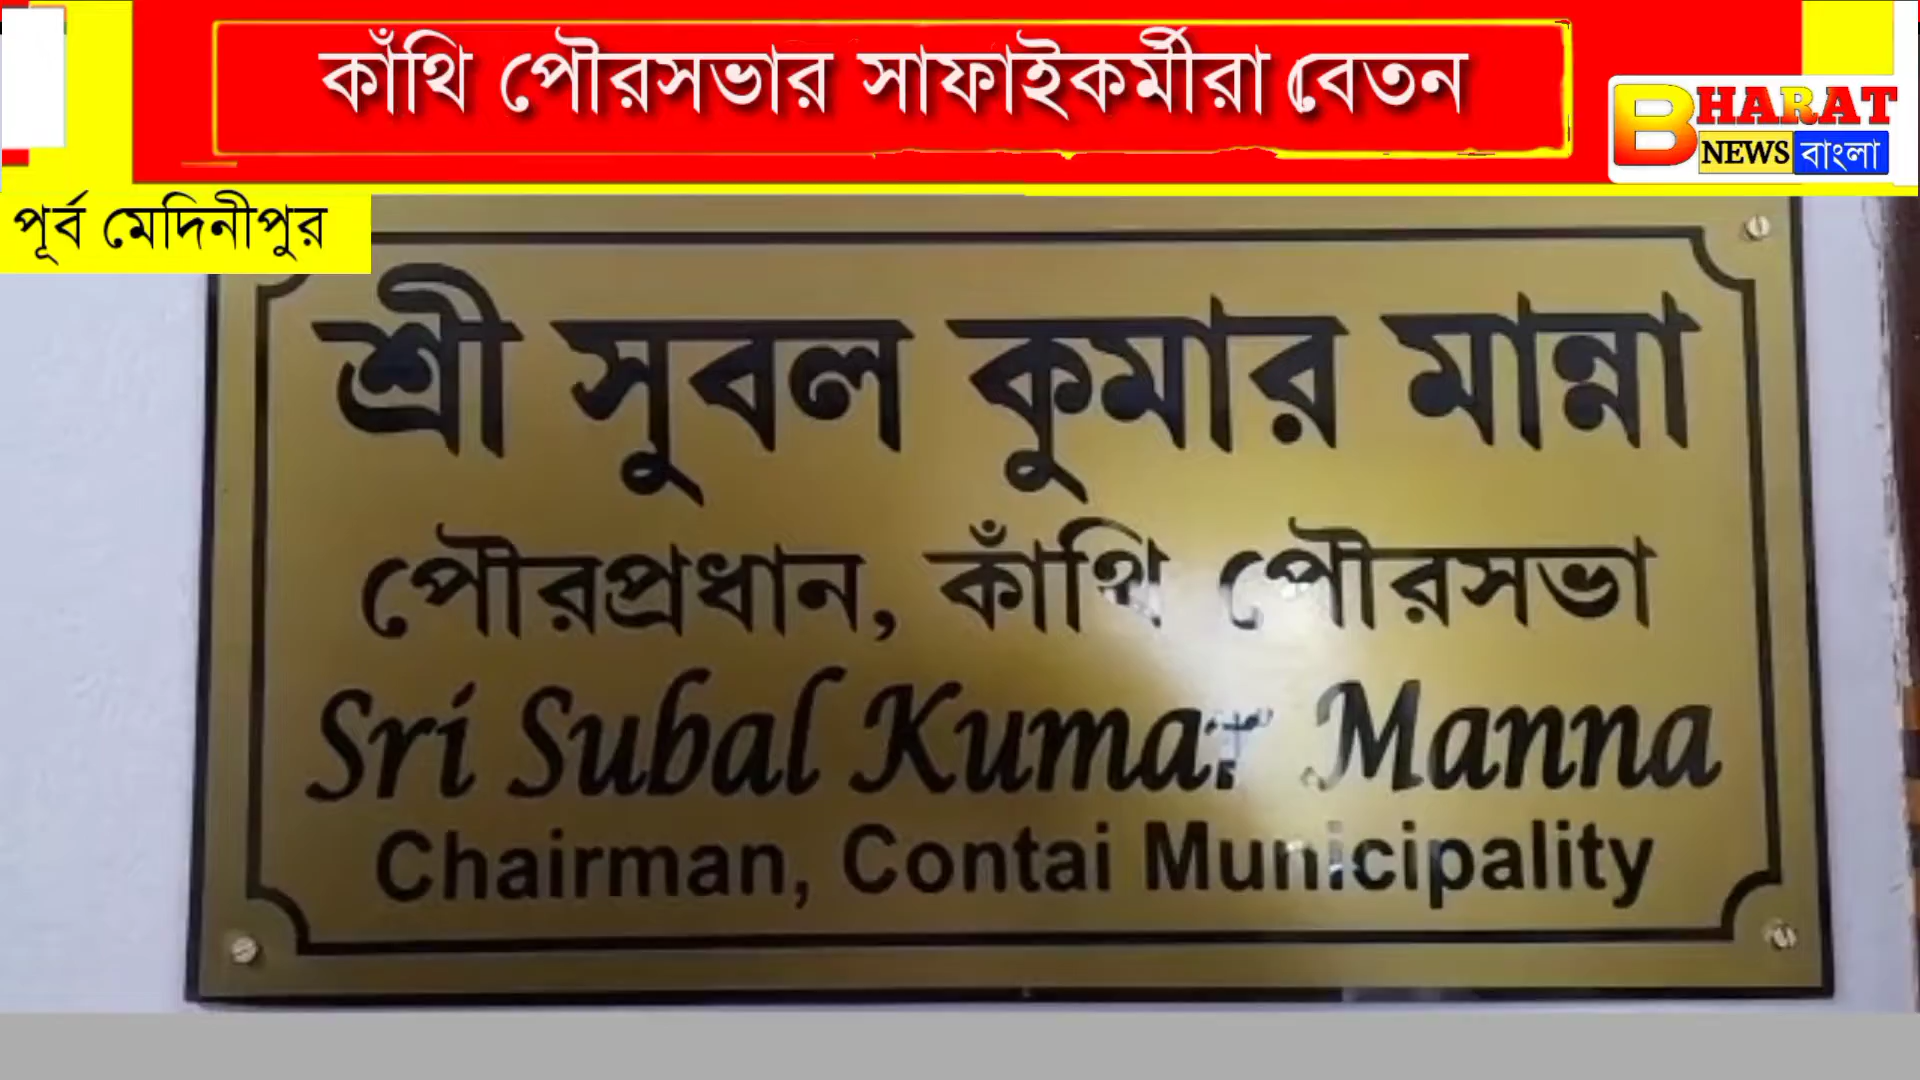 কাঁথি পৌরসভার সাফাইকর্মীরা বেতন
BHARAT
NEWS বাংলা
পূর্ব মেদিনীপুর
শ্রী সুবল কুমার মান্না
পৌরপ্রধান, কাঁথি পৌরসভা
Sri Subal Kumar Manna
Chairman, Contai Municipality